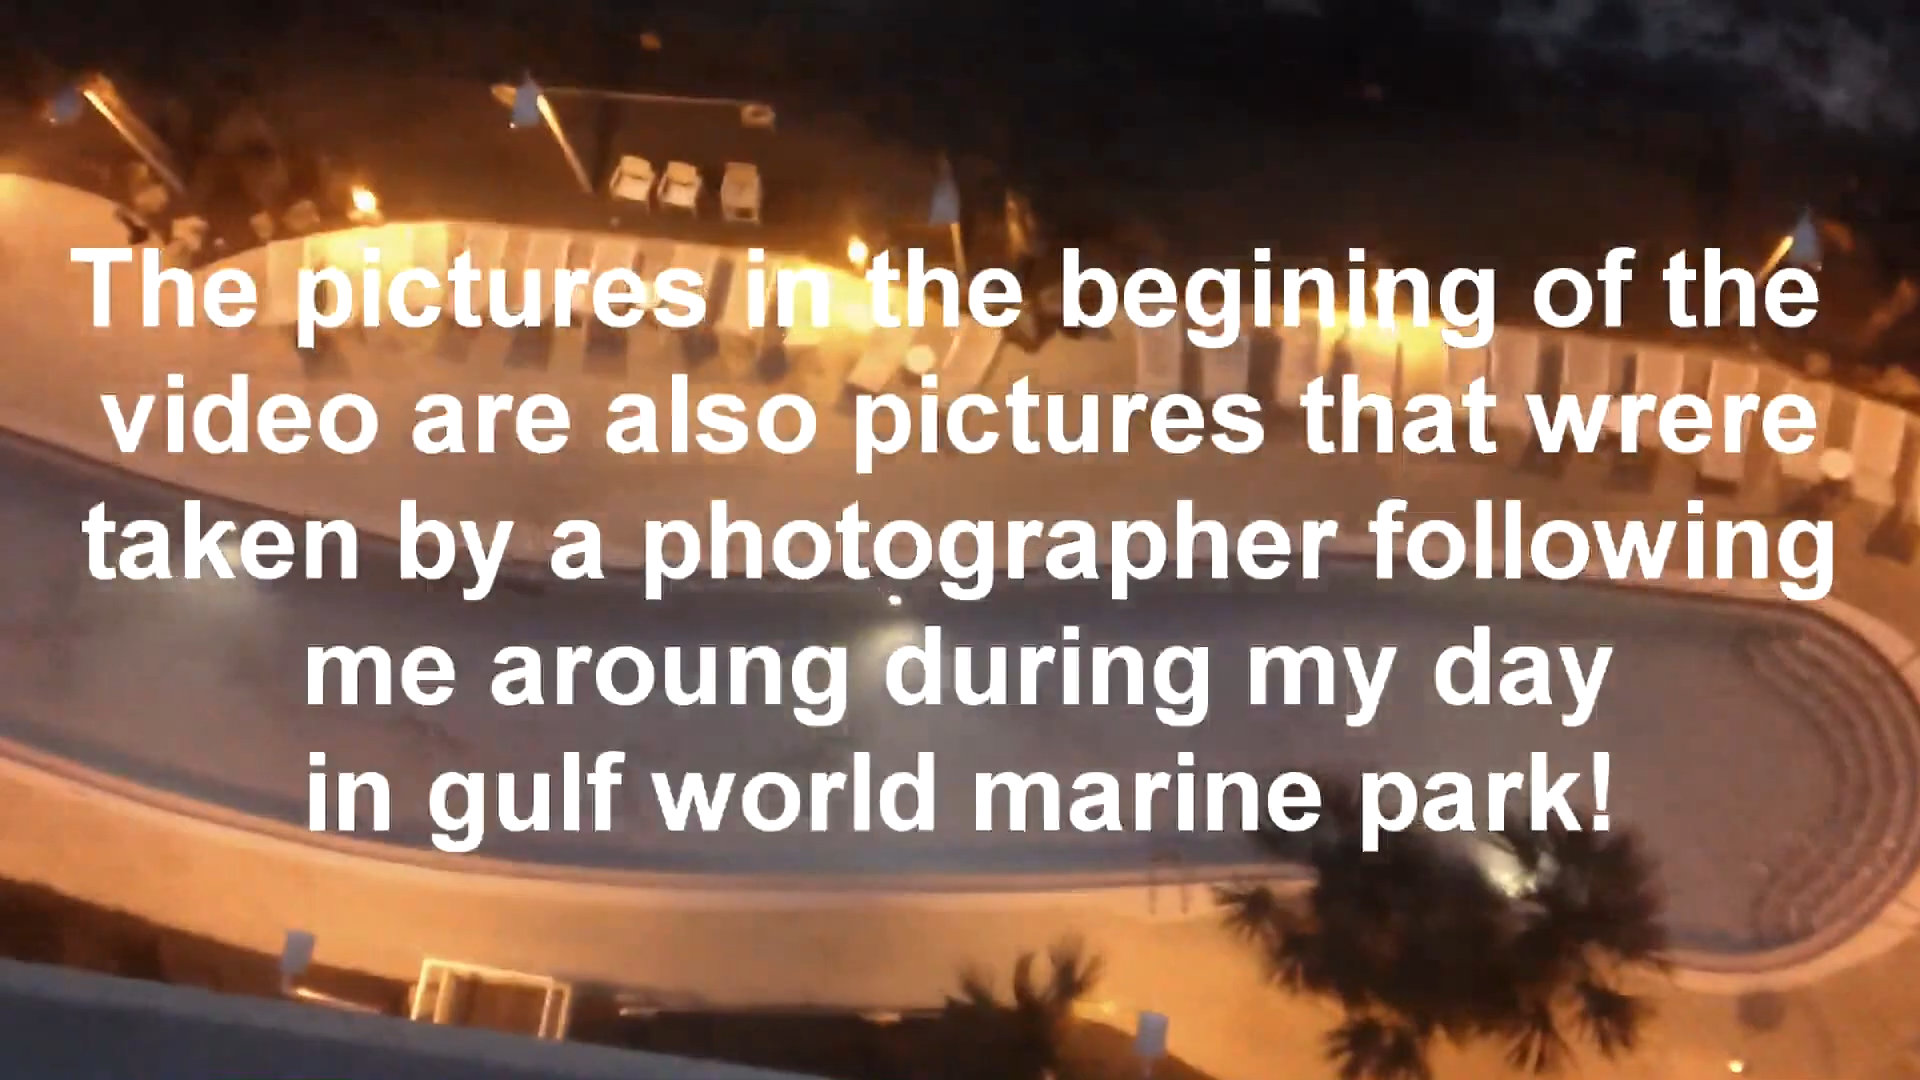 The pictures in the begining of the
video are also pictures that wrere
taken by a photographer following
me aroung during my day
in gulf world marine park!